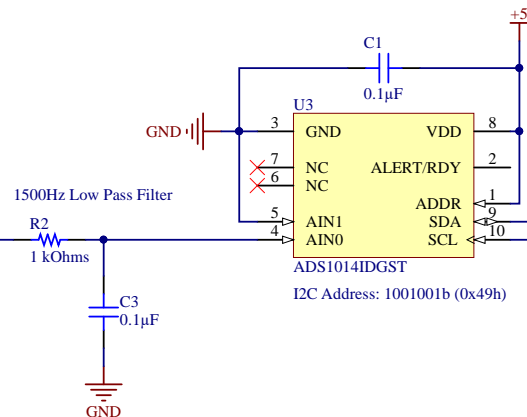 +5
C1
0.1µF
U3
GND
3
GND
VDD
8
7
NC
ALERT/RDY
2
6
NC
ADDR
1
1500Hz Low Pass Filter
5
AIN1
SDA
9
R2
4
AIN0
SCL
10
1 kOhms
ADS1014IDGST
I2C Address: 1001001b (0x49h)
C3
0.1µF
GND